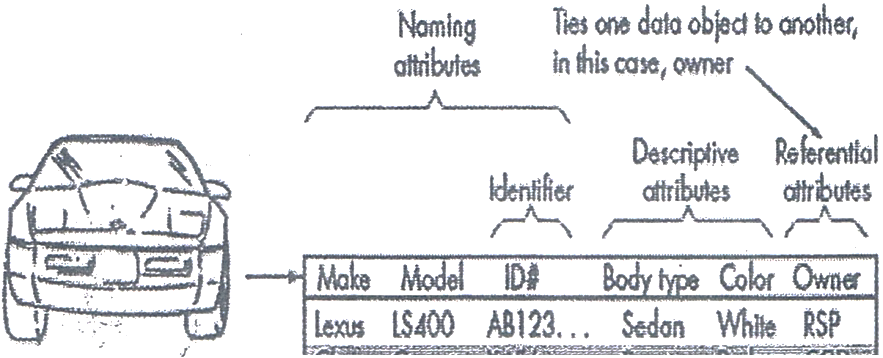 Naming
attributes
Ties one data object to another,
in this case, owner
Identifier
Descriptive
attributes
Referential
attributes
Make Model ID# Body type Color Owner
Lexus LS400 AB123... Sedan White RSP